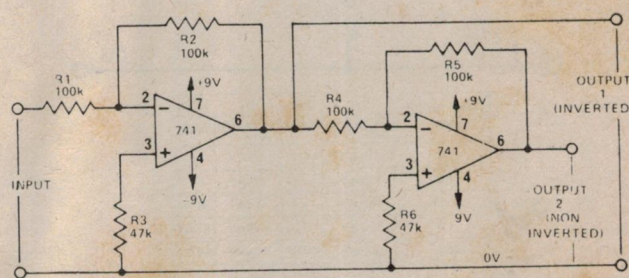 R2
100k
R1
100k
2
7
+9V
6
741
3
4
-9V
INPUT
R3
47k
R4
100k
R5
100k
2
7
+9V
6
741
3
4
9V
R6
47k
0V
OUTPUT
1
(INVERTED)
OUTPUT
2
(NON
INVERTED)